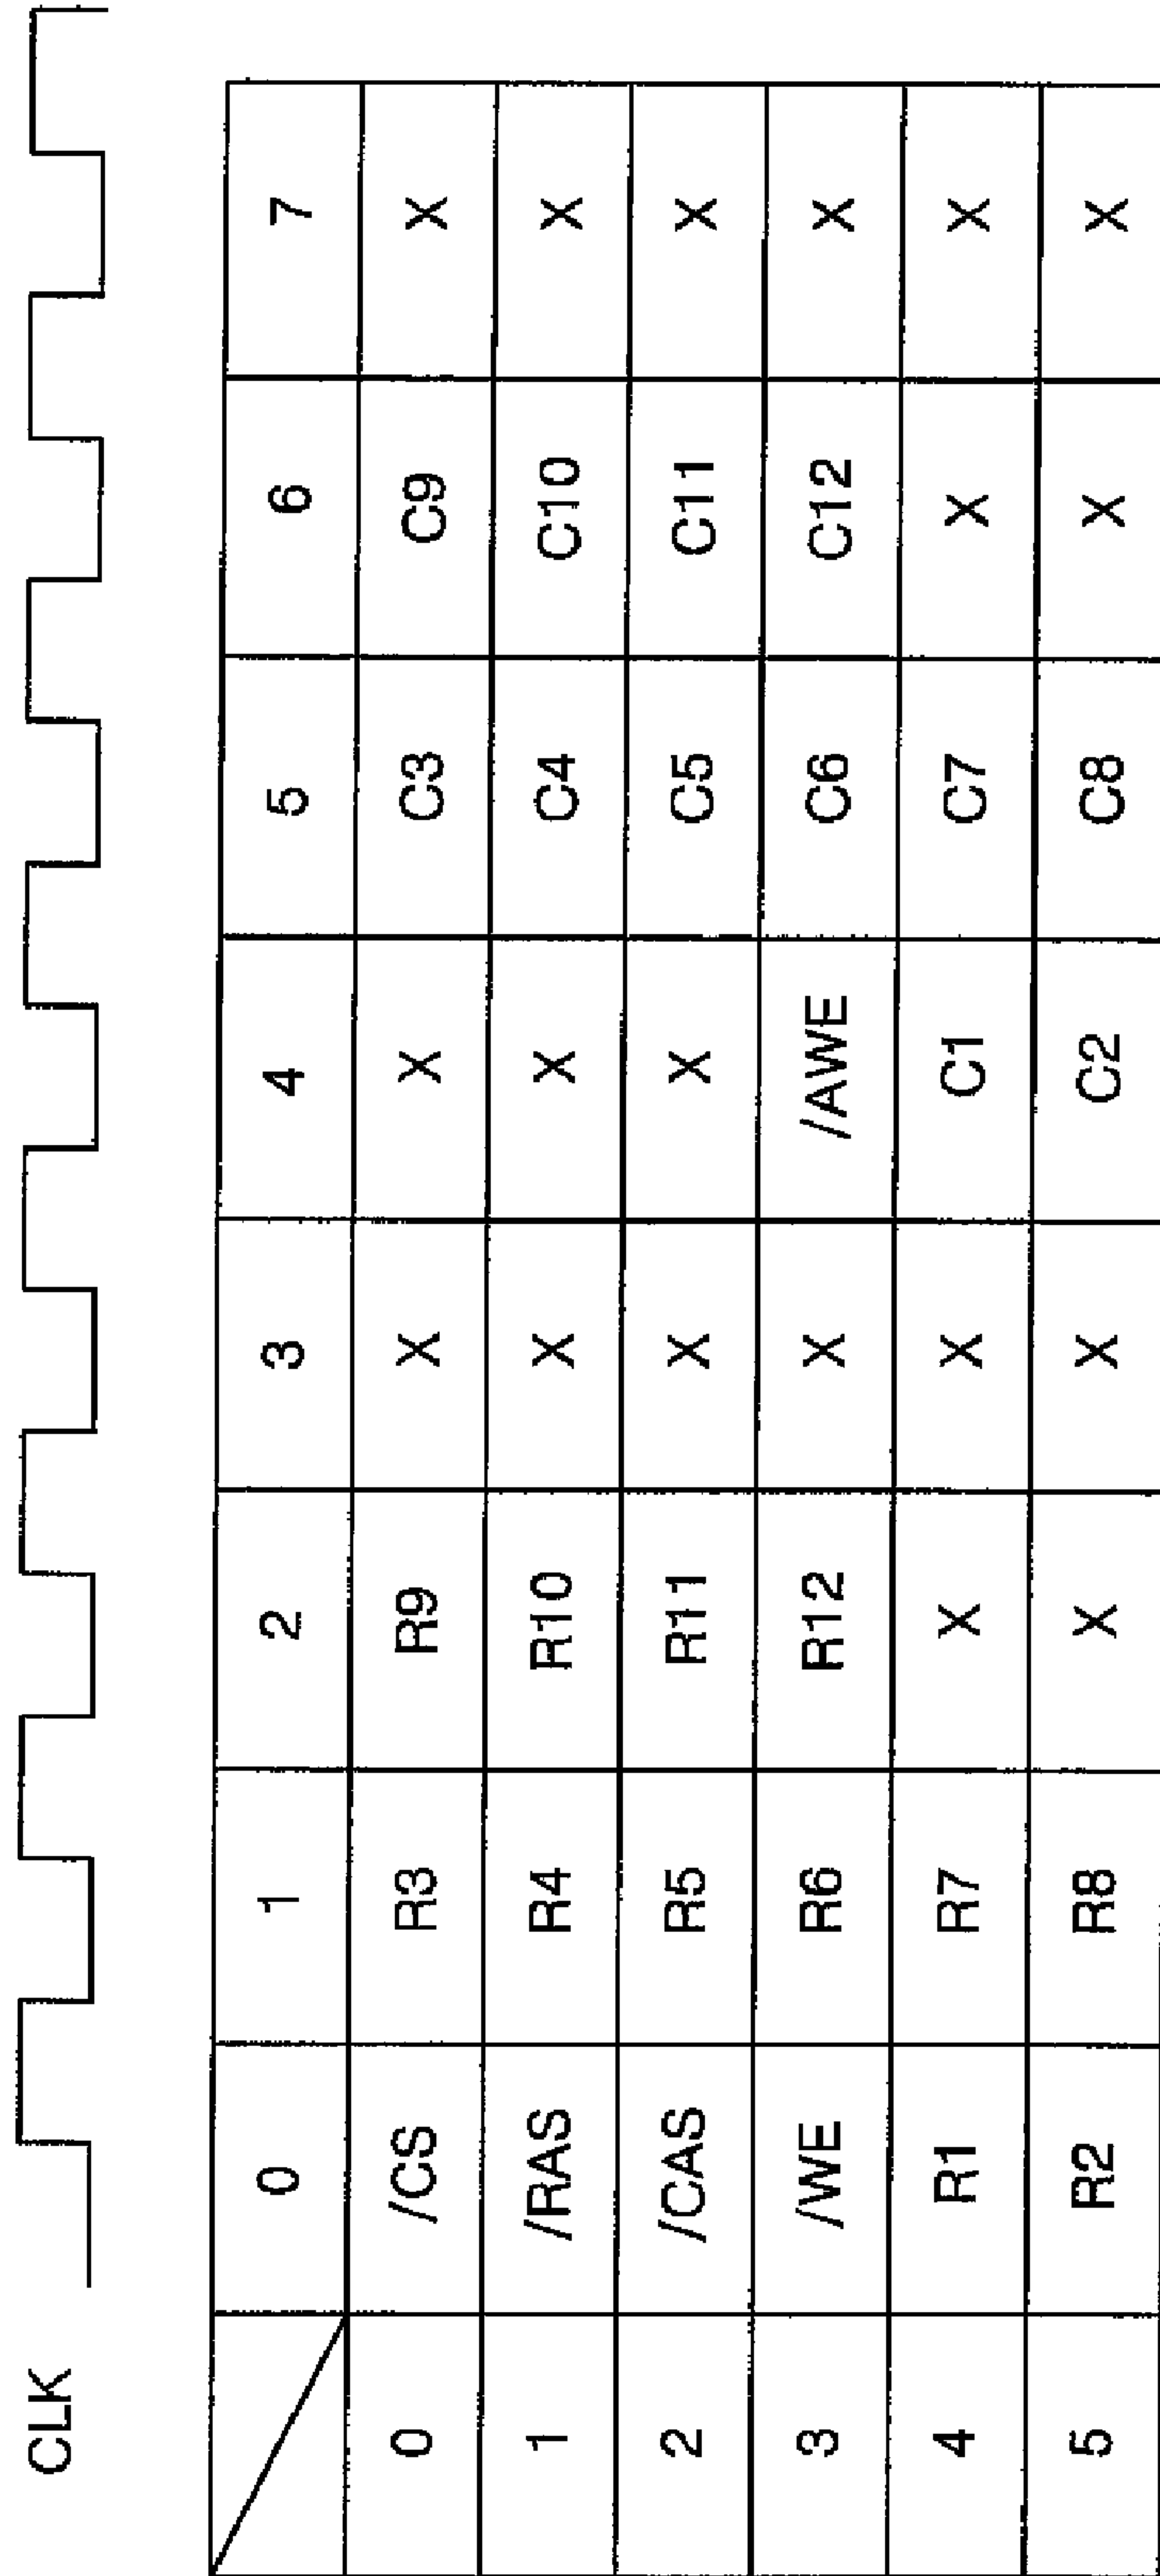 CLK
0 1 2 3 4 5 6 7
0 /CS R3 R9 X X C3 C9 X
1 /RAS R4 R10 X X C4 C10 X
2 /CAS R5 R11 X X C5 C11 X
3 /WE R6 R12 X /AWE C6 C12 X
4 R1 R7 X X C1 C7 X X
5 R2 R8 X X C2 C8 X X